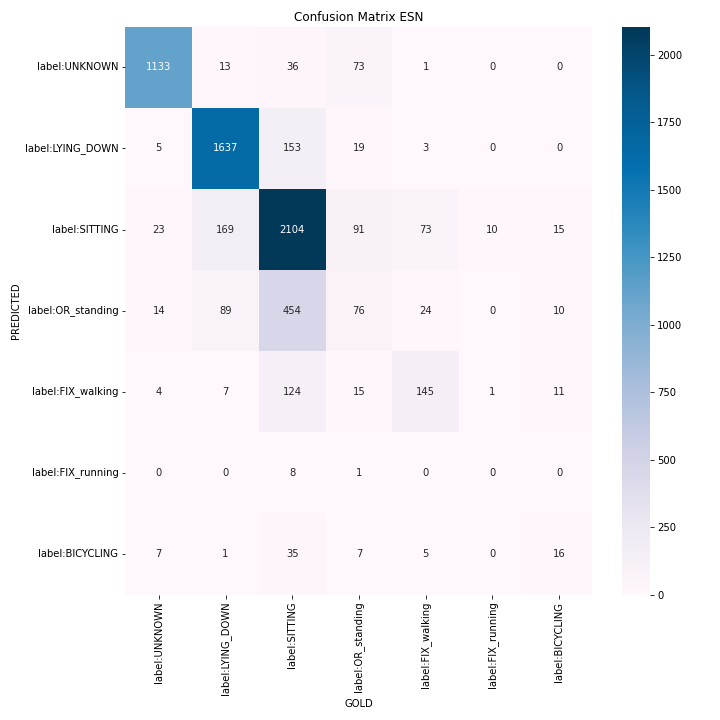 Confusion Matrix ESN
label:UNKNOWN 1133 13 36 73 1 0 0
label:LYING_DOWN 5 1637 153 19 3 0 0
label:SITTING 23 169 2104 91 73 10 15
label:OR_standing 14 89 454 76 24 0 10
label:FIX_walking 4 7 124 15 145 1 11
label:FIX_running 0 0 8 1 0 0 0
label:BICYCLING 7 1 35 7 5 0 16
PREDICTED
label:UNKNOWN
label:LYING_DOWN
label:SITTING
label:OR_standing
label:FIX_walking
label:FIX_running
label:BICYCLING
GOLD
2000
1750
1500
1250
1000
750
500
250
0